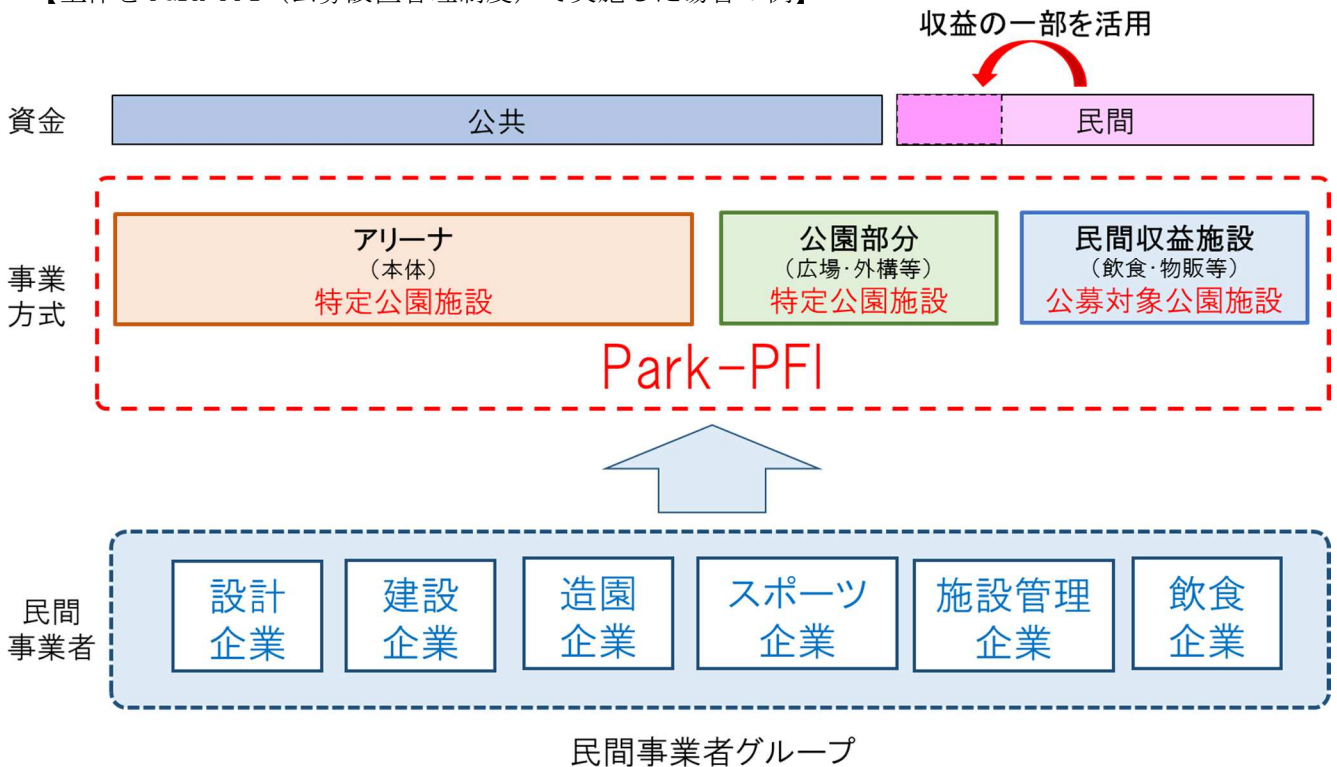 Park-PFI
収益の一部を活用
資金
公共
民間
事業
方式
アリーナ
（本体）
特定公園施設
公園部分
（広場・外構等）
特定公園施設
民間収益施設
（飲食・物販等）
公募対象公園施設
Park-PFI
民間
事業者
設計
企業
建設
企業
造園
企業
スポーツ
企業
施設管理
企業
飲食
企業
民間事業者グループ